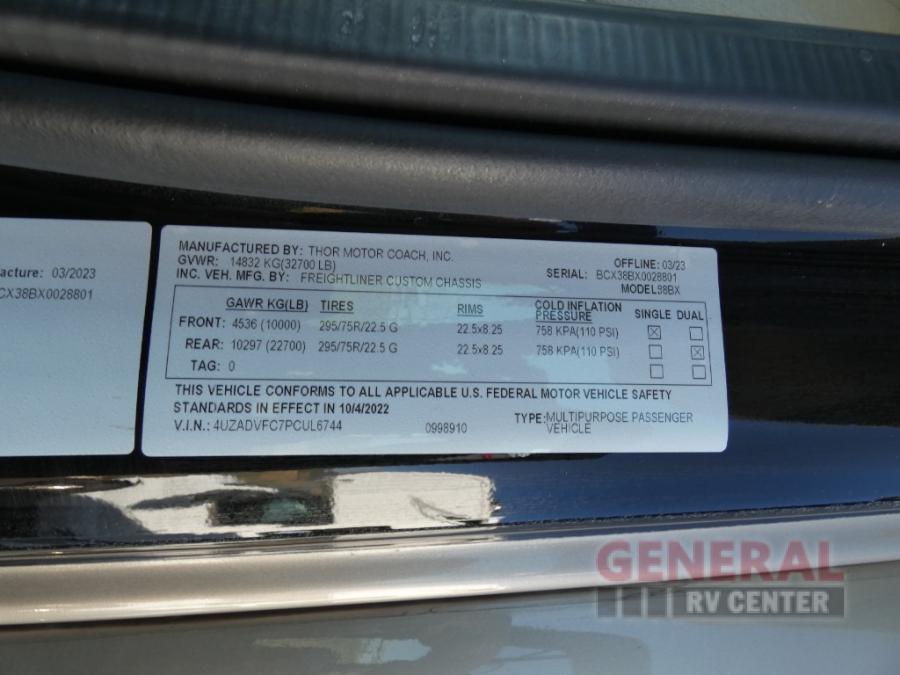 acture: 03/2023
CX38BX0028801
MANUFACTURED BY: THOR MOTOR COACH, INC.
OFFLINE: 03/23
GVWR: 14832 KG(32700 LB)
SERIAL: BCX38BX0028801
INC. VEH. MFG. BY: FREIGHTLINER CUSTOM CHASSIS
MODEL38BX
GAWR KG(LB) TIRES RIMS COLD INFLATION PRESSURE SINGLE DUAL
FRONT: 4536 (10000) 295/75R/22.5 G 22.5x8.25 758 KPA(110 PSI) ☒ ☐
REAR: 10297 (22700) 295/75R/22.5 G 22.5x8.25 758 KPA(110 PSI) ☐ ☒
TAG: 0 ☐ ☐
THIS VEHICLE CONFORMS TO ALL APPLICABLE U.S. FEDERAL MOTOR VEHICLE SAFETY
STANDARDS IN EFFECT IN 10/4/2022
V.I.N.: 4UZADVFC7PCUL6744 0998910 TYPE: MULTIPURPOSE PASSENGER
VEHICLE
GENERAL
RV CENTER